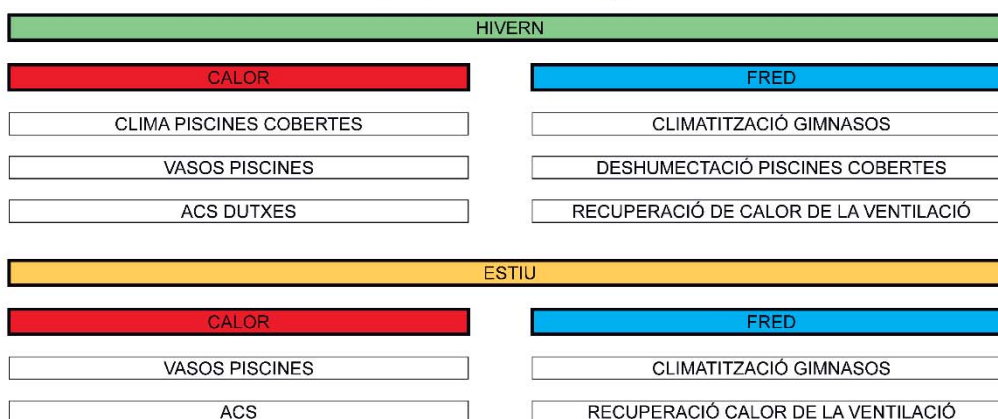 HIVERN
CALOR
FRED
CLIMA PISCINES COBERTES
CLIMATITZACIÓ GIMNASOS
VASOS PISCINES
DESHUMECTACIÓ PISCINES COBERTES
ACS DUTXES
RECUPERACIÓ DE CALOR DE LA VENTILACIÓ
ESTIU
CALOR
FRED
VASOS PISCINES
CLIMATITZACIÓ GIMNASOS
ACS
RECUPERACIÓ CALOR DE LA VENTILACIÓ